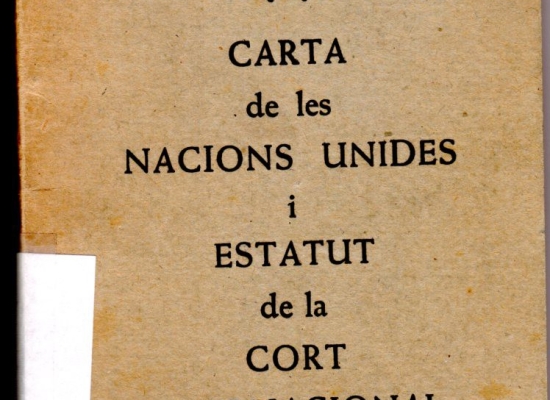 CARTA
de les
NACIONS UNIDES
i
ESTATUT
de la
CORT